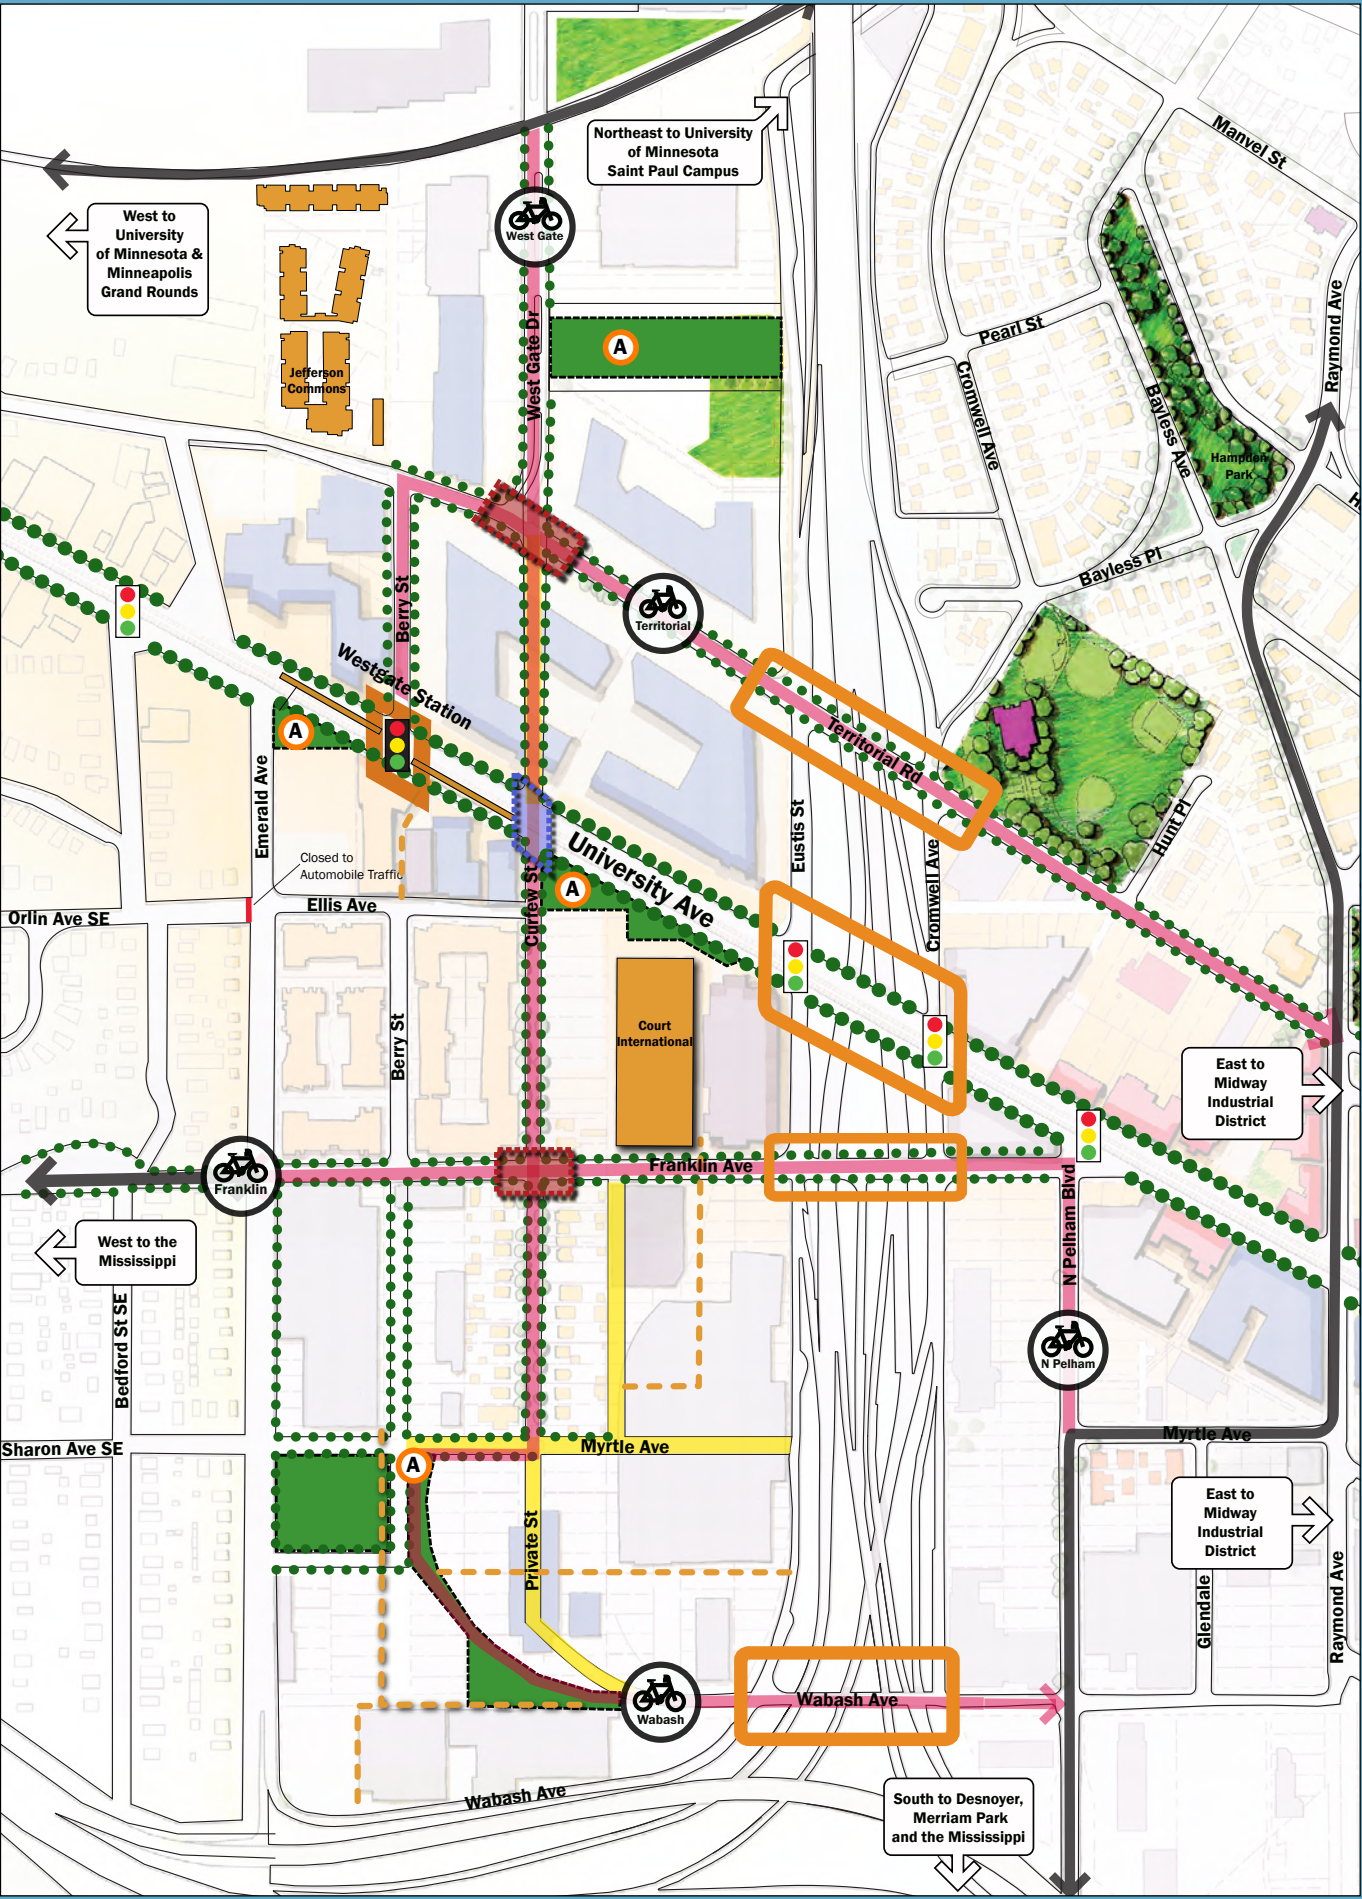 Manvel St
Northeast to University
of Minnesota
Saint Paul Campus
West to
University
of Minnesota &
Minneapolis
Grand Rounds
West Gate
West Gate Dr
A
Pearl St
Raymond Ave
Cromwell Ave
Bayless Ave
Jefferson
Commons
Hampden
Park
Bayless Pl
Berry St
Territorial
Westgate Station
A
Territorial Rd
Emerald Ave
Eustis St
Hunt Pl
Cromwell Ave
University Ave
Closed to
Automobile Traffic
A
Ellis Ave
Orlin Ave SE
Curfew St
Court
International
Berry St
East to
Midway
Industrial
District
Franklin Ave
Franklin
N Pelham Blvd
West to the
Mississippi
Bedford St SE
N Pelham
Sharon Ave SE
Myrtle Ave
Myrtle Ave
A
East to
Midway
Industrial
District
Private St
Glendale
Raymond Ave
Wabash
Wabash Ave
Wabash Ave
South to Desnoyer,
Merriam Park
and the Mississippi